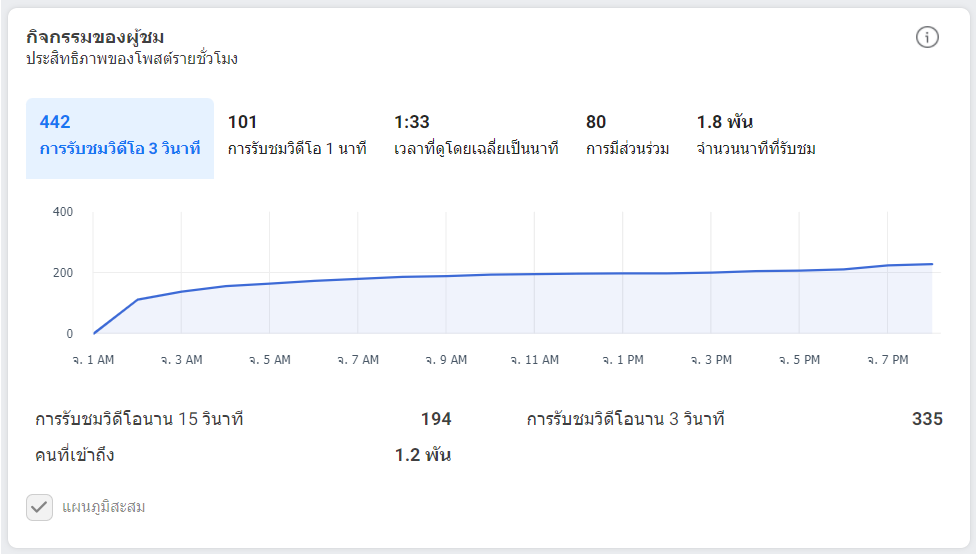 กิจกรรมของผู้ชม
ประสิทธิภาพของโพสต์รายชั่วโมง
442 101 1:33 80 1.8 พัน
การรับชมวิดีโอ 3 วินาที การรับชมวิดีโอ 1 นาที เวลาที่ดูโดยเฉลี่ยเป็นนาที การมีส่วนร่วม จำนวนนาทีที่รับชม
400
200
0
จ. 1 AM จ. 3 AM จ. 5 AM จ. 7 AM จ. 9 AM จ. 11 AM จ. 1 PM จ. 3 PM จ. 5 PM จ. 7 PM
การรับชมวิดีโอนาน 15 วินาที 194 การรับชมวิดีโอนาน 3 วินาที 335
คนที่เข้าถึง 1.2 พัน
แผนภูมิสะสม